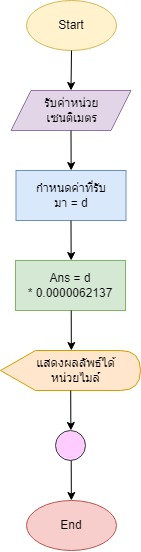 Start
รับค่าหน่วย
เซนติเมตร
กำหนดค่าที่รับ
มา = d
Ans = d
* 0.0000062137
แสดงผลลัพธ์ได้
หน่วยไมล์
End